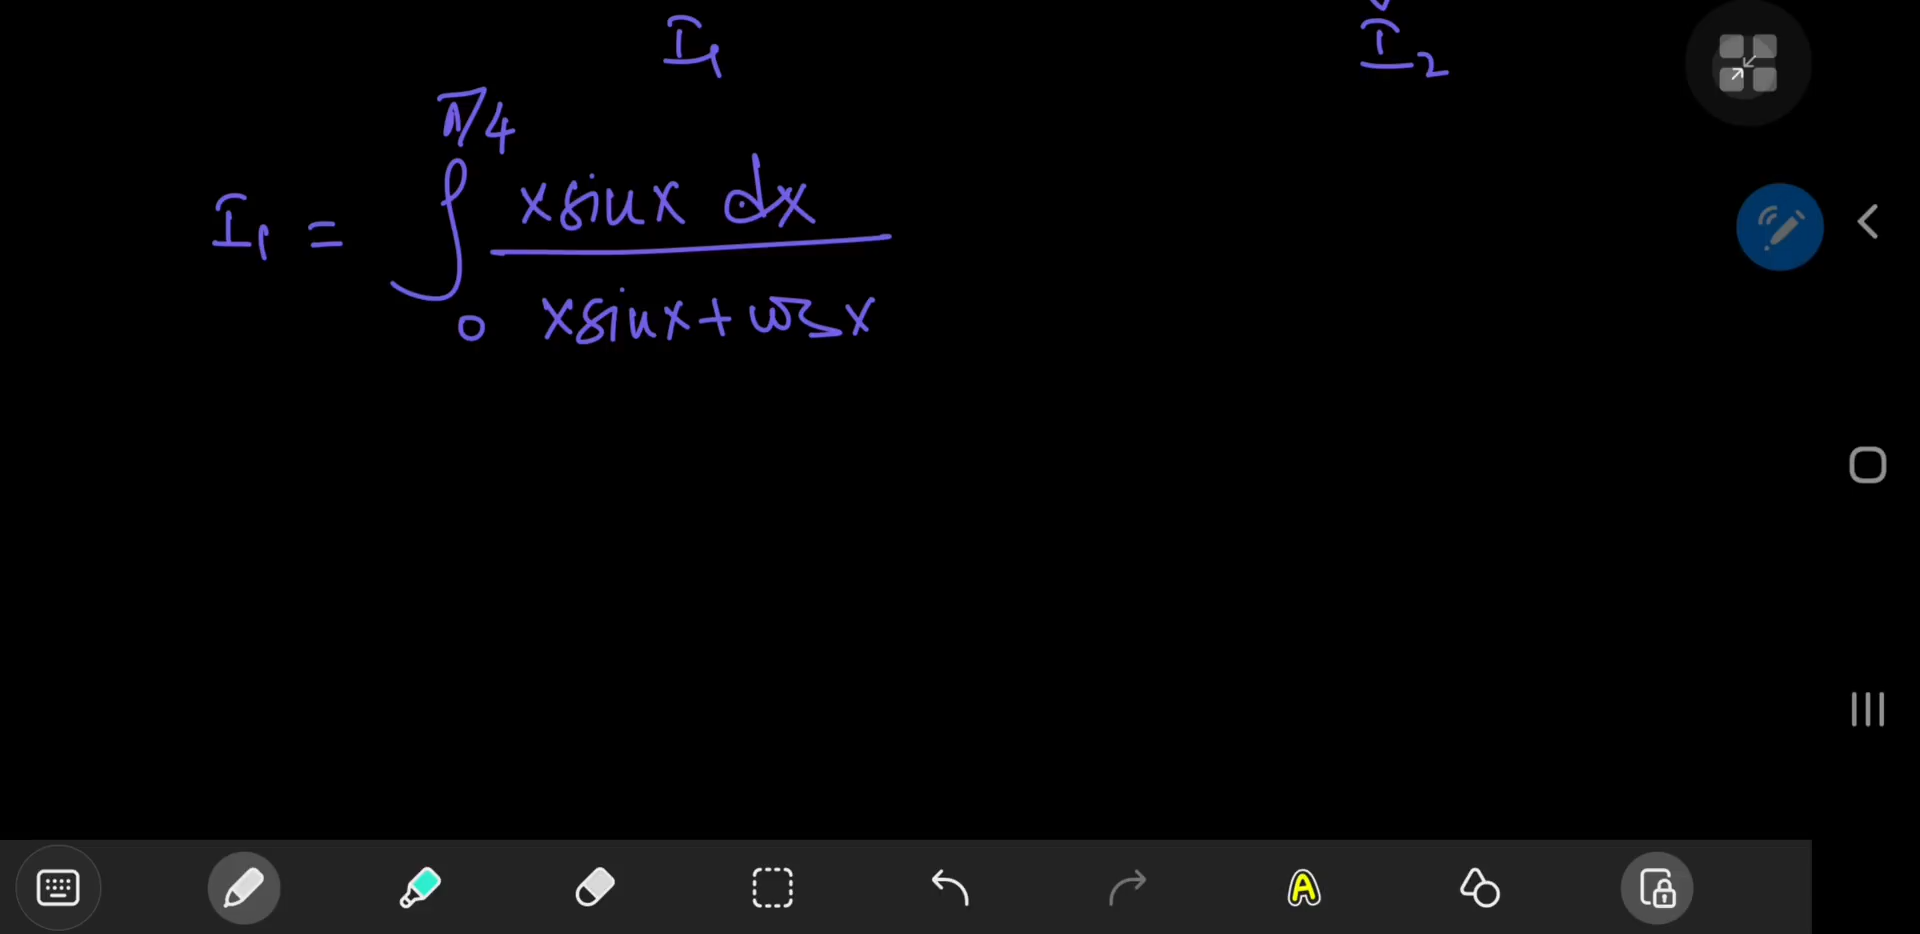 I₁ I₂
I₁ = ∫₀^π/4 x sin x dx / x sin x + cos x
A